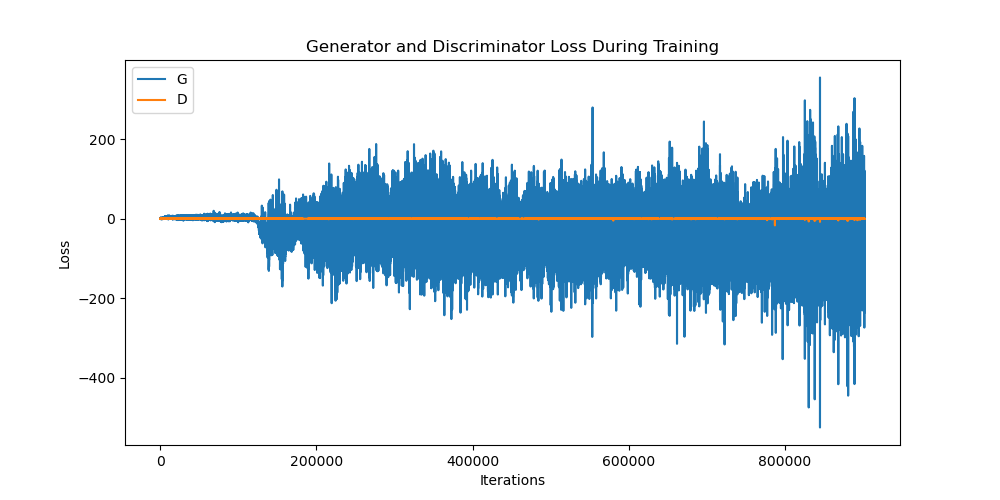 Generator and Discriminator Loss During Training
G
D
200
0
−200
−400
Loss
0 200000 400000 600000 800000
Iterations